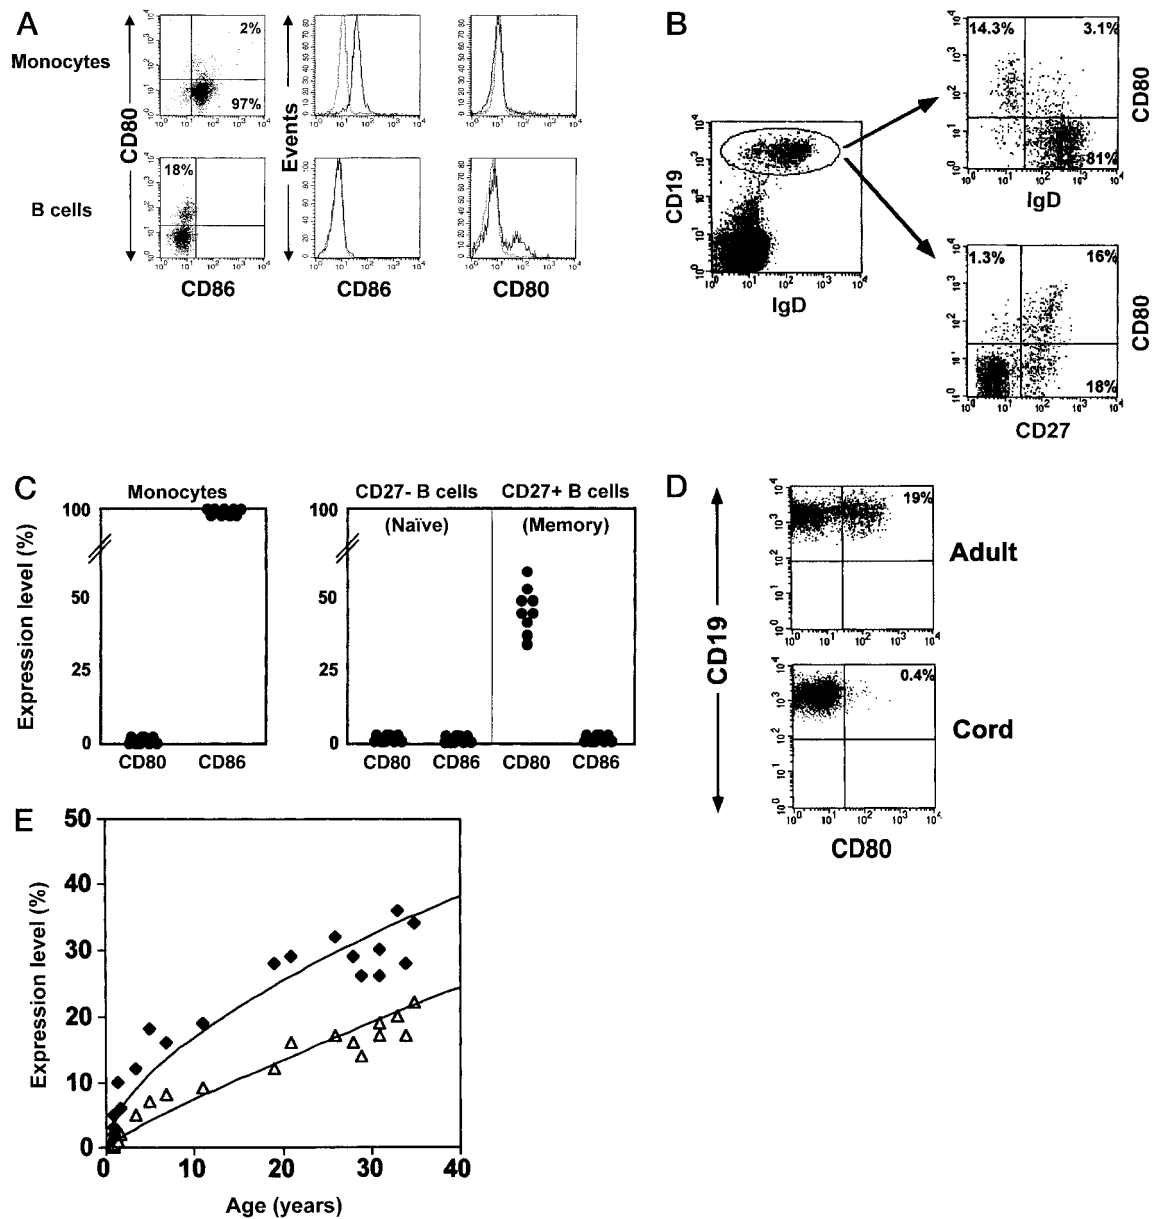 A
Monocytes
B cells
CD80
2%
97%
18%
CD86
Events
CD86
CD80
B
CD19
IgD
14.3%
3.1%
81%
CD80
IgD
1.3%
16%
18%
CD80
CD27
C
Expression level (%)
Monocytes
100
50
25
0
CD80
CD86
CD27- B cells
(Naïve)
CD27+ B cells
(Memory)
100
50
25
0
CD80
CD86
CD80
CD86
D
CD19
19%
Adult
0.4%
Cord
CD80
E
Expression level (%)
50
40
30
20
10
0
0
10
20
30
40
Age (years)